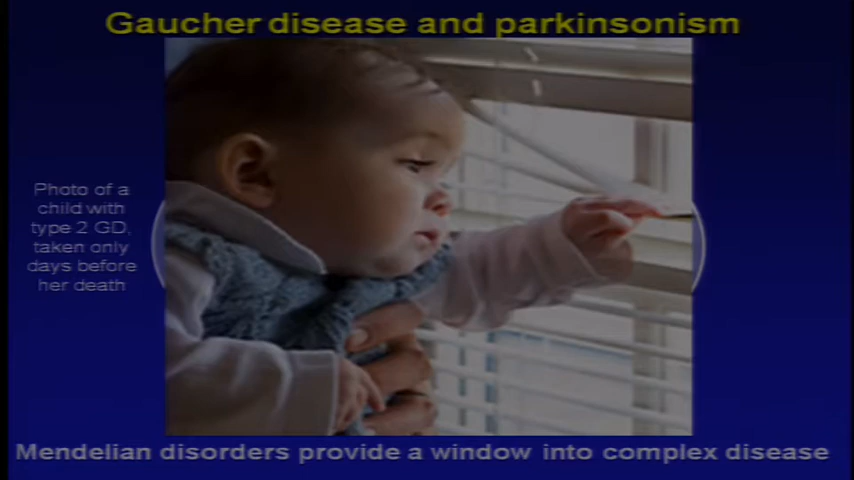 Gaucher disease and parkinsonism
Photo of a
child with
type 2 GD,
taken only
days before
her death
Mendelian disorders provide a window into complex disease